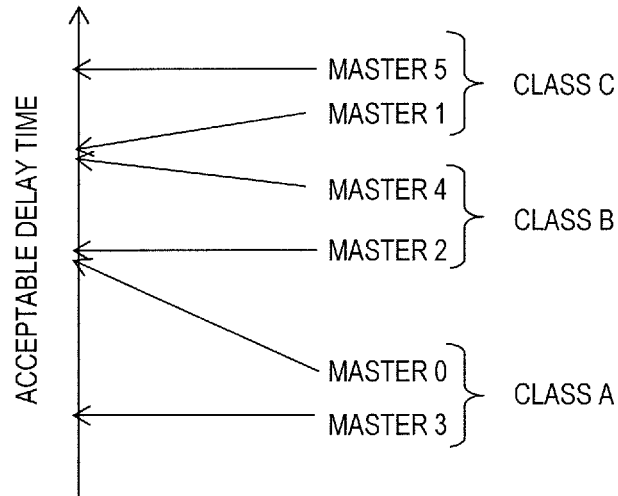 ACCEPTABLE DELAY TIME
MASTER 5
MASTER 1
CLASS C
MASTER 4
MASTER 2
CLASS B
MASTER 0
MASTER 3
CLASS A